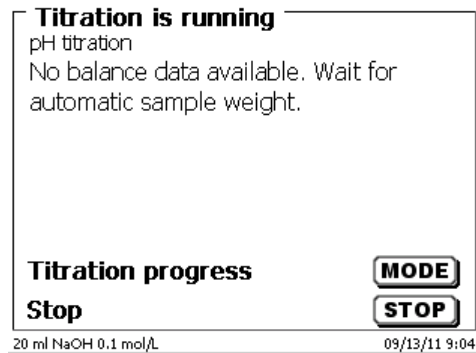 Titration is running
pH titration
No balance data available. Wait for
automatic sample weight.
Titration progress MODE
Stop STOP
20 ml NaOH 0.1 mol/L 09/13/11 9:04